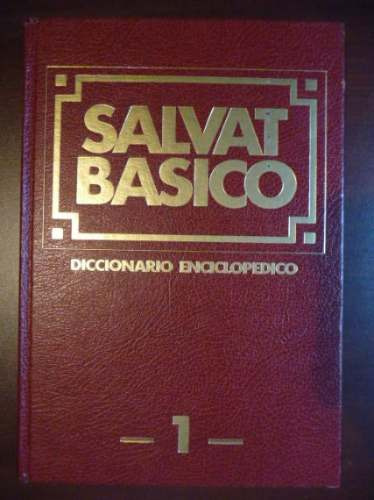 SALVAT
BASICO
DICCIONARIO ENCICLOPEDICO
– 1 –